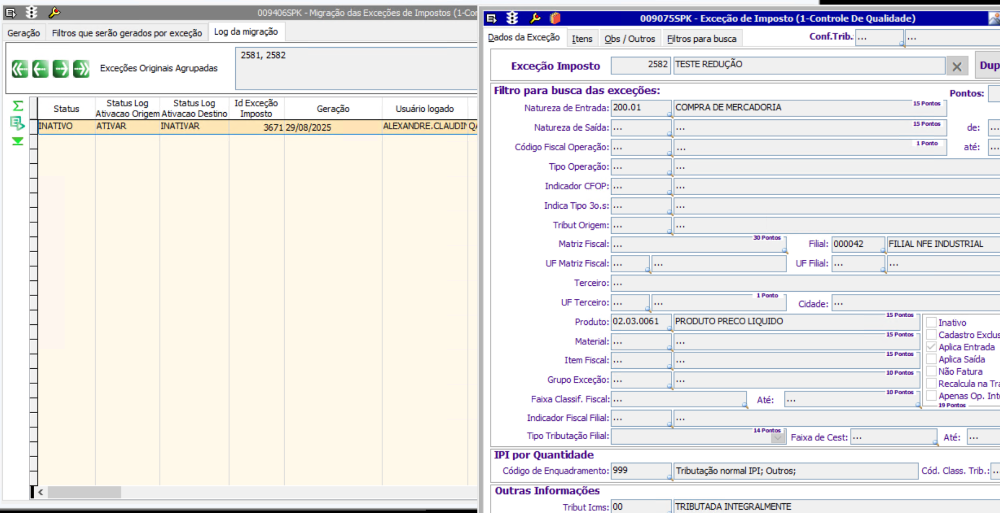 009406SPK - Migração das Exceções de Impostos (1-Cor
Geração
Filtros que serão gerados por exceção
Log da migração
Exceções Originais Agrupadas
2581, 2582
Status
Status Log
Ativacao Origem
Status Log
Ativacao Destino
Id Exceção
Imposto
Geração
Usuário logado
INATIVO
ATIVAR
INATIVAR
3671
29/08/2025
ALEXANDRE.CLAUDIN
009075SPK - Exceção de Imposto (1-Controle De Qualidade)
Dados da Exceção
Itens
Obs / Outros
Filtros para busca
Conf.Trib.: ... ...
Exceção Imposto 2582 TESTE REDUÇÃO
Dup
Filtro para busca das exceções:
Pontos:
Natureza de Entrada: 200.01 COMPRA DE MERCADORIA 15 Pontos
Natureza de Saída: ... ... 15 Pontos de: ...
Código Fiscal Operação: ... ... 1 Ponto até: ...
Tipo Operação: ... ...
Indicador CFOP: ... ...
Indica Tipo 3o.s: ... ...
Tribut Origem: ... ...
Matriz Fiscal: ... 30 Pontos Filial: 000042 FILIAL NFE INDUSTRIAL
UF Matriz Fiscal: ... ... UF Filial: ... ...
Terceiro: ...
UF Terceiro: ... ... 1 Ponto Cidade: ...
Produto: 02.03.0061 PRODUTO PRECO LIQUIDO 15 Pontos
Material: ... ... 15 Pontos
Item Fiscal: ... ... 15 Pontos
Grupo Exceção: ... ... 10 Pontos
Faixa Classif. Fiscal: ... Até: ... 10 Pontos
Inativo
Cadastro Exclus
Aplica Entrada
Aplica Saída
Não Fatura
Recalcula na Tra
Apenas Op. Inte
19 Pontos
Indicador Fiscal Filial: ... ...
Tipo Tributação Filial: 14 Pontos Faixa de Cest: ... Até: ...
IPI por Quantidade
Código de Enquadramento: 999 Tributação normal IPI; Outros; Cód. Class. Trib.: ...
Outras Informações
Tribut Icms: 00 TRIBUTADA INTEGRALMENTE